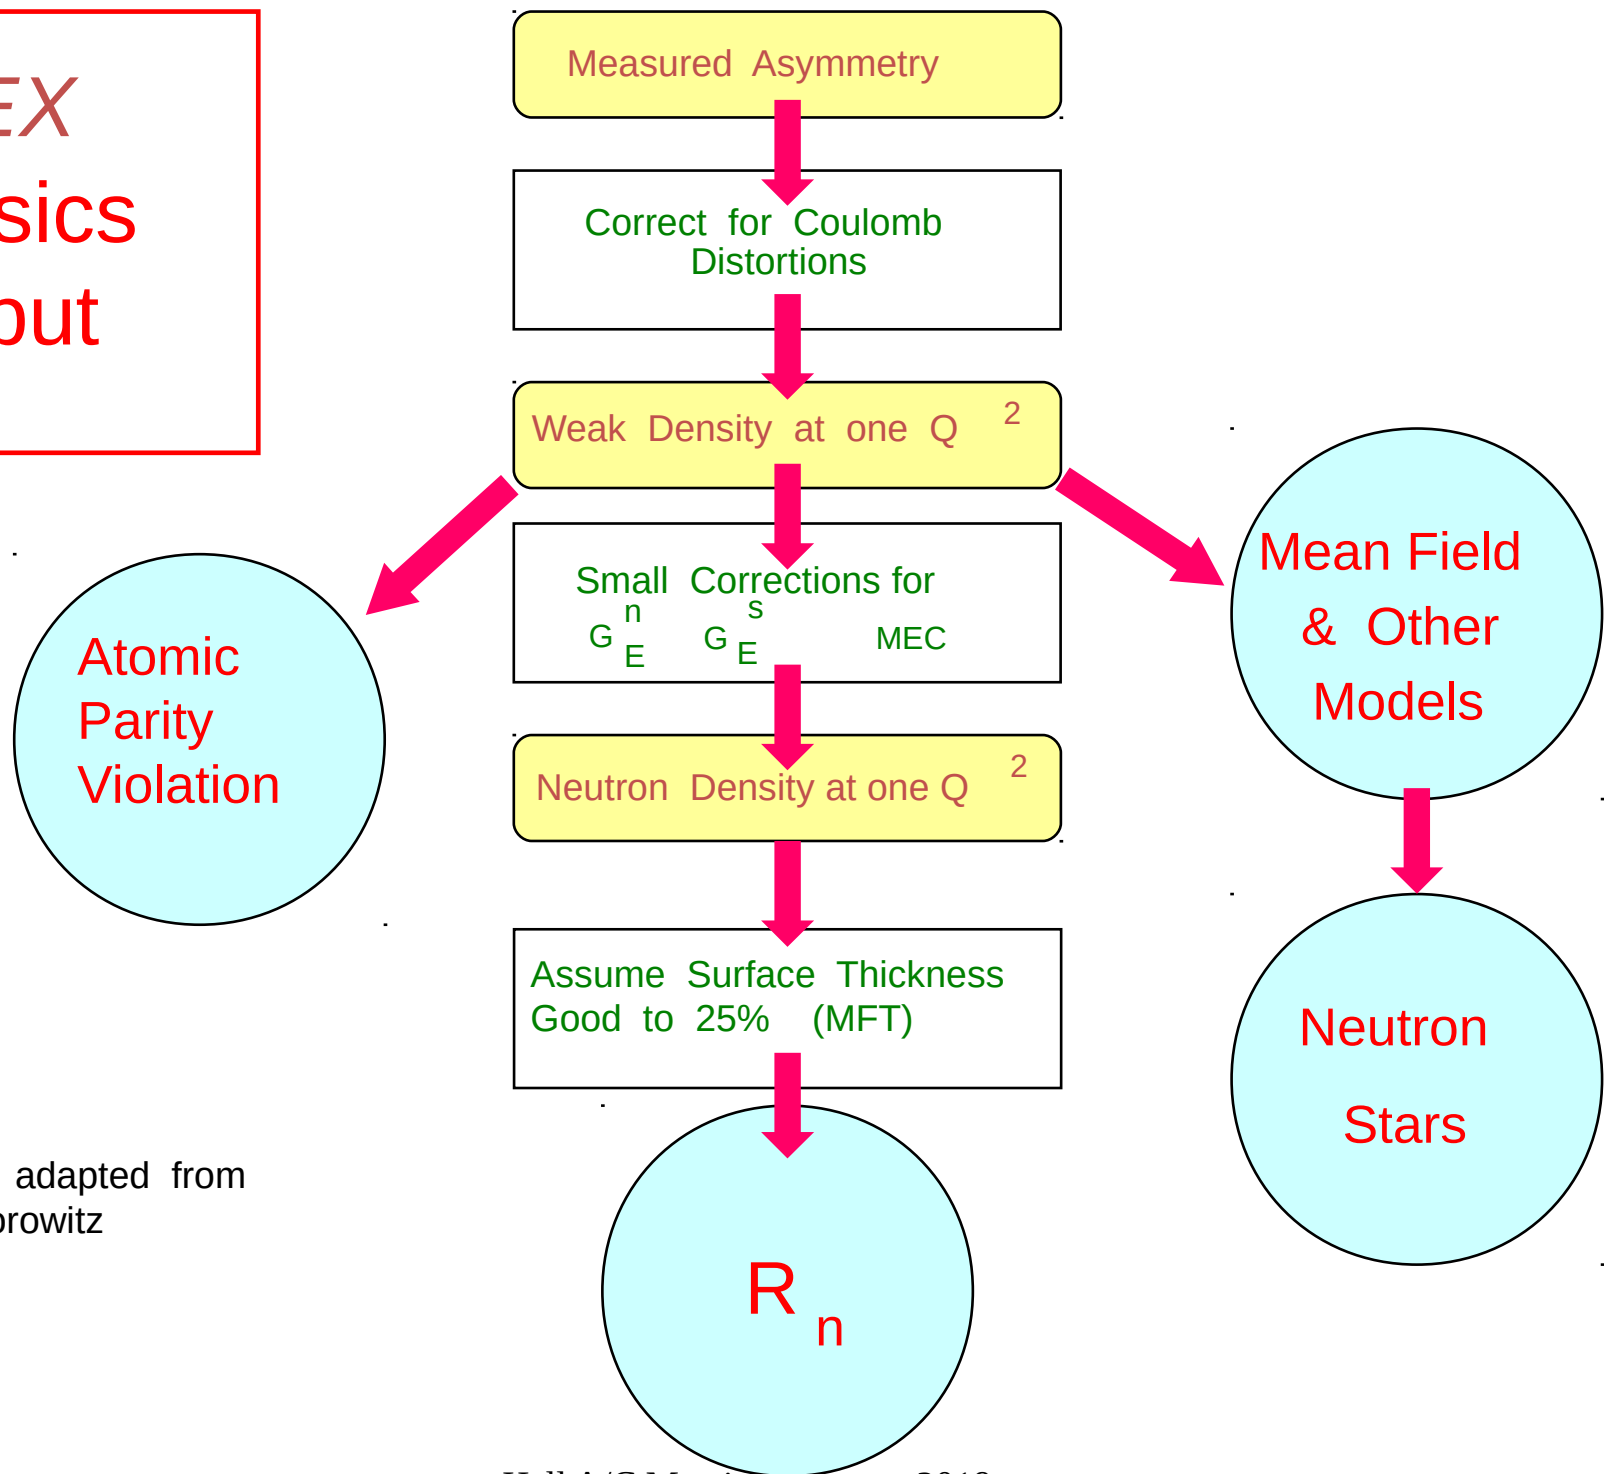 EX
sics
put
Measured Asymmetry
Correct for Coulomb
Distortions
Weak Density at one Q 2
Small Corrections for
G n E G s E MEC
Neutron Density at one Q 2
Assume Surface Thickness
Good to 25% (MFT)
R n
Atomic
Parity
Violation
Mean Field
& Other
Models
Neutron
Stars
adapted from
orowitz